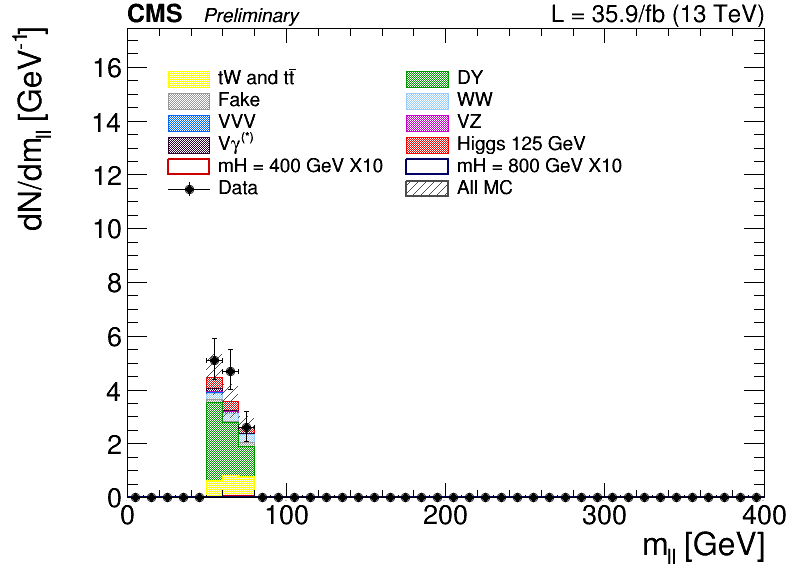 CMS Preliminary L = 35.9/fb (13 TeV)
dN/dm_ll [GeV⁻¹]
16
14
12
10
8
6
4
2
0
tW and tt̄ DY
Fake WW
VVV VZ
Vγ⁽*⁾ Higgs 125 GeV
mH = 400 GeV X10 mH = 800 GeV X10
Data All MC
0 100 200 300 400
m_ll [GeV]